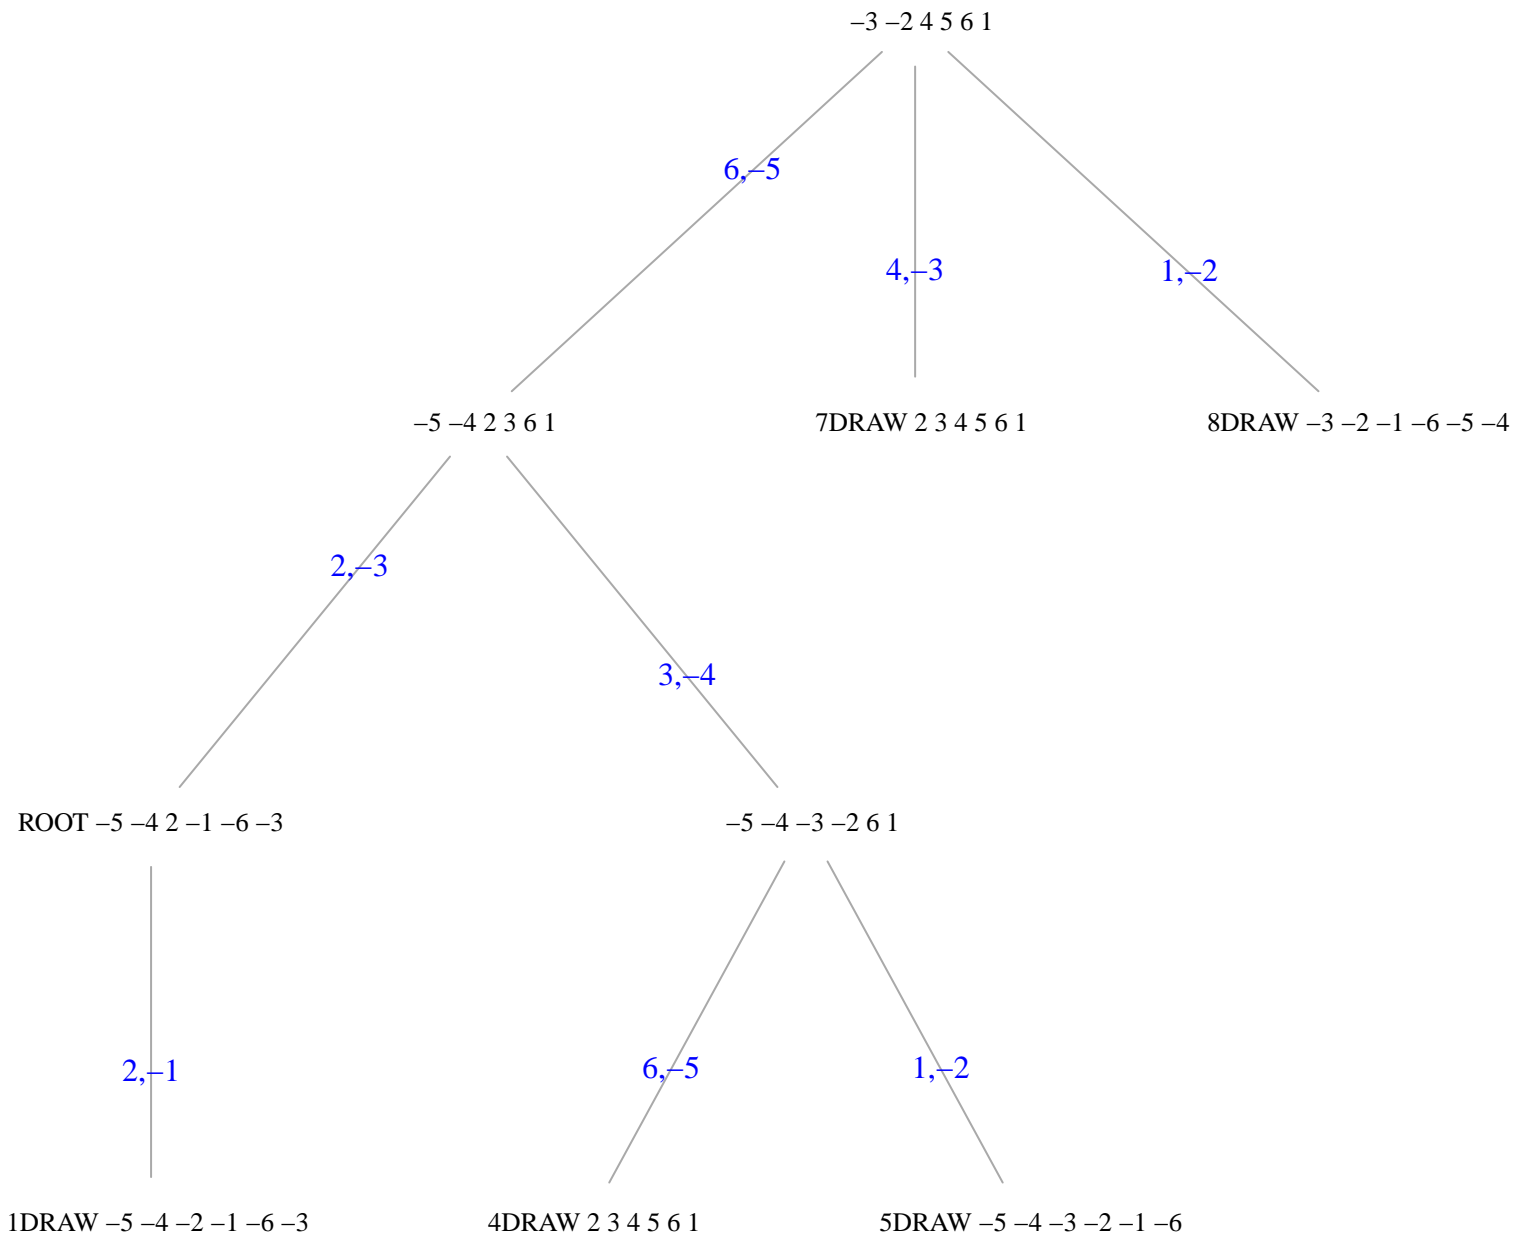 –3 –2 4 5 6 1
6,–5
4,–3
1,–2
–5 –4 2 3 6 1
7DRAW 2 3 4 5 6 1
8DRAW –3 –2 –1 –6 –5 –4
2,–3
3,–4
ROOT –5 –4 2 –1 –6 –3
–5 –4 –3 –2 6 1
2,–1
6,–5
1,–2
1DRAW –5 –4 –2 –1 –6 –3
4DRAW 2 3 4 5 6 1
5DRAW –5 –4 –3 –2 –1 –6